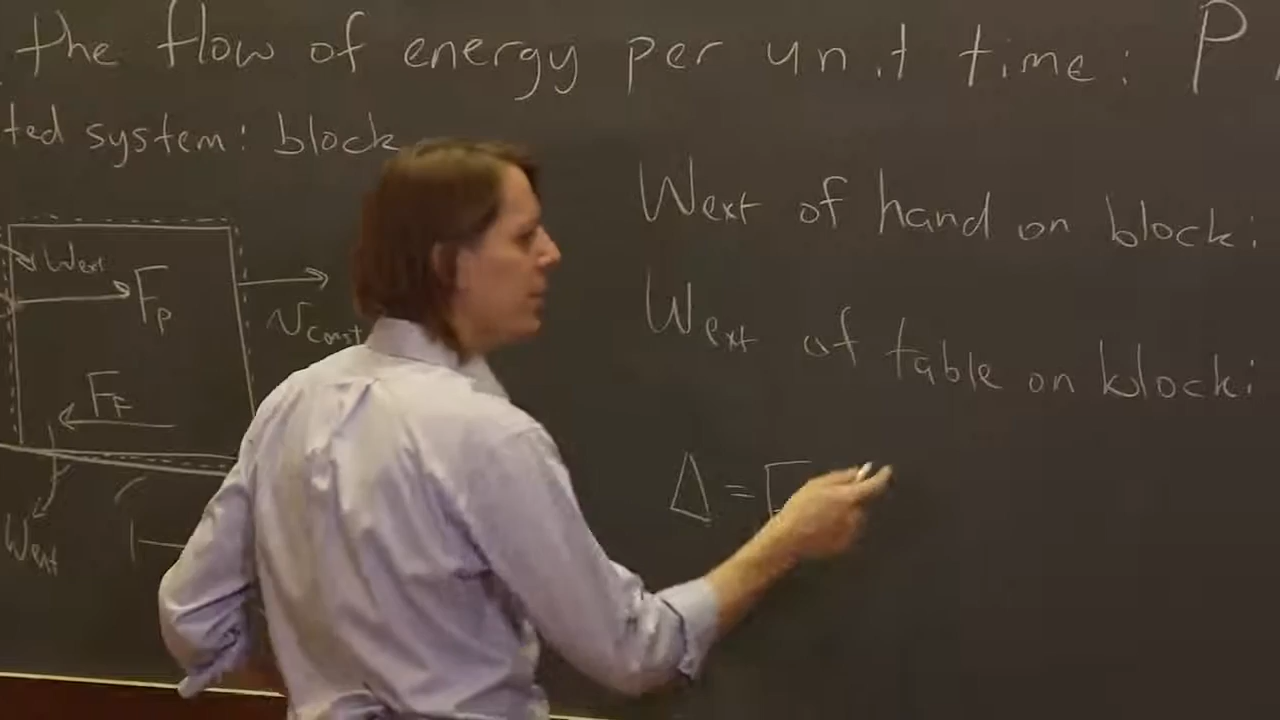 the flow of energy per unit time: P
ted system: block
Wext of hand on block:
Wext
Fp
vconst
Wext of table on block:
FF
Δ = E
Wext